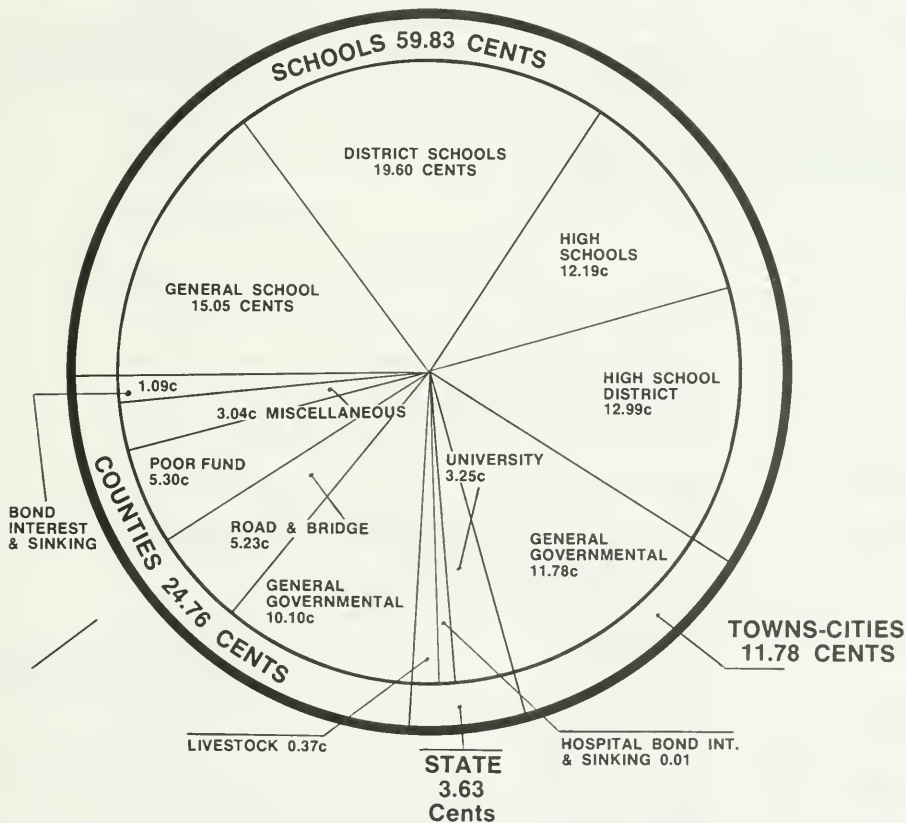 SCHOOLS 59.83 CENTS
DISTRICT SCHOOLS
19.60 CENTS
HIGH
SCHOOLS
12.19c
GENERAL SCHOOL
15.05 CENTS
HIGH SCHOOL
DISTRICT
12.99c
1.09c
3.04c MISCELLANEOUS
POOR FUND
5.30c
UNIVERSITY
3.25c
BOND
INTEREST
& SINKING
ROAD & BRIDGE
5.23c
GENERAL
GOVERNMENTAL
11.78c
GENERAL
GOVERNMENTAL
10.10c
COUNTIES 24.76 CENTS
TOWNS-CITIES
11.78 CENTS
LIVESTOCK 0.37c
HOSPITAL BOND INT.
& SINKING 0.01
STATE
3.63
Cents